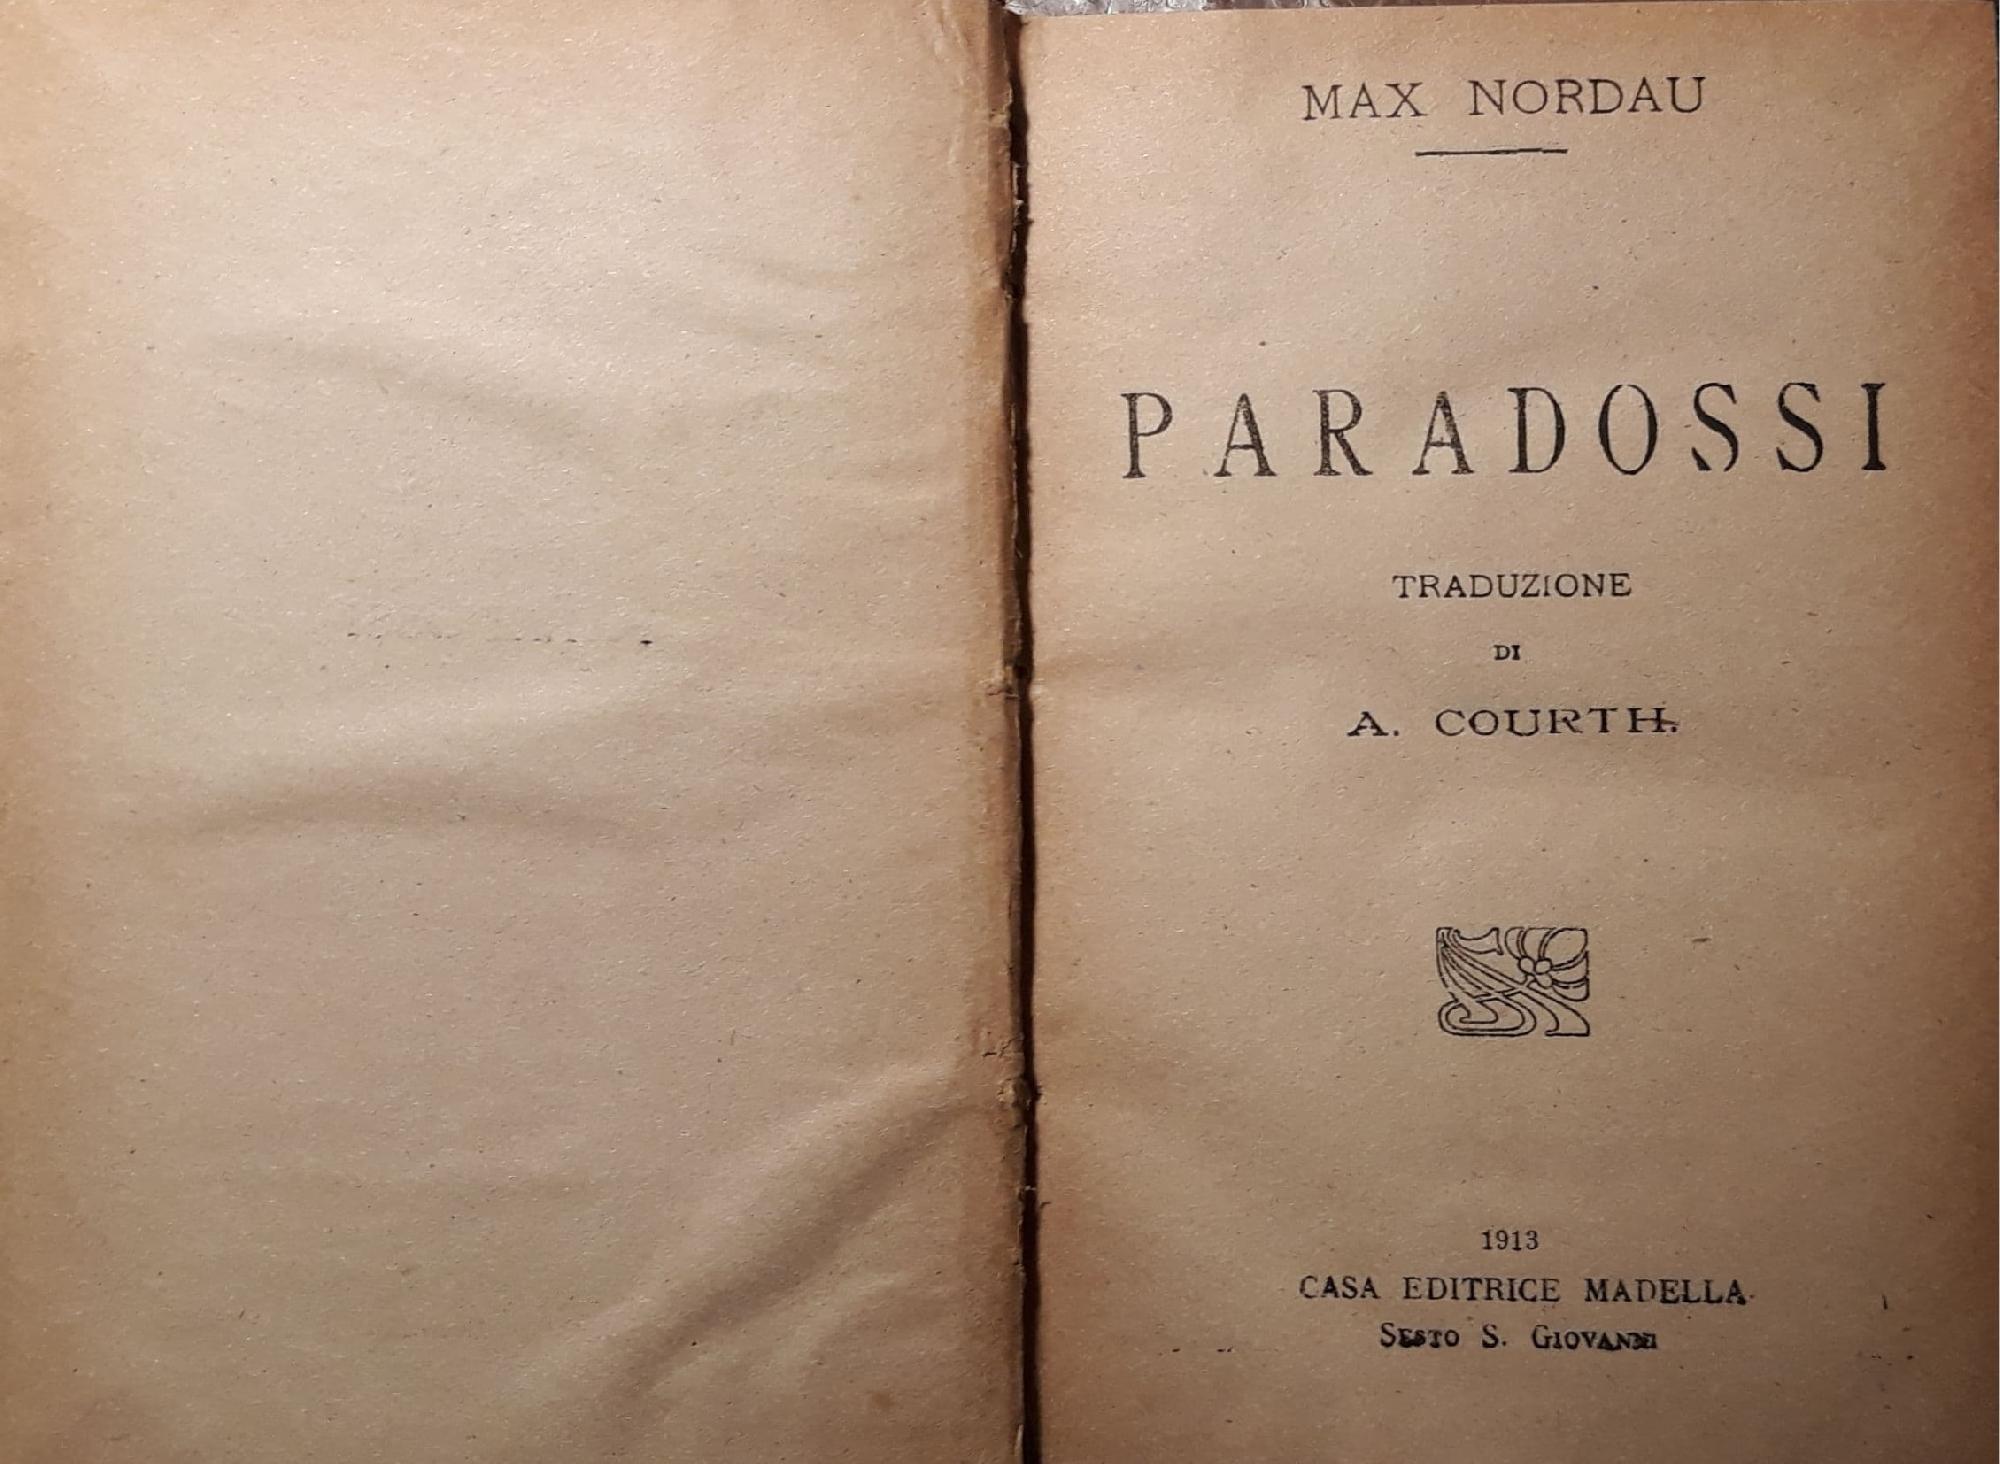 MAX NORDAU
PARADOSSI
TRADUZIONE
DI
A. COURTH.
1913
CASA EDITRICE MADELLA
SESTO S. GIOVANNI